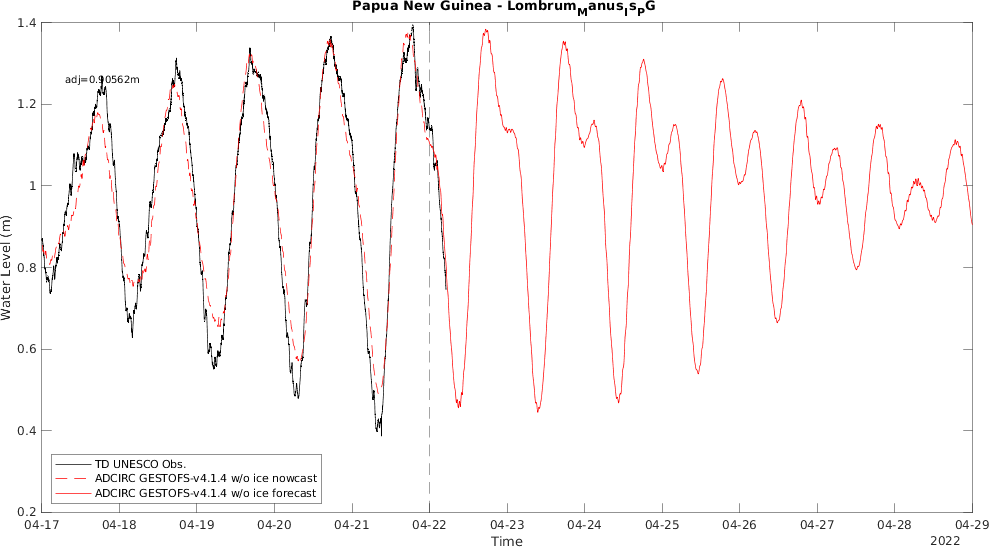 Papua New Guinea - Lombrum_Manus_Is_PG
adj=0.90562m
1.4
1.2
1
0.8
0.6
0.4
0.2
Water Level (m)
TD UNESCO Obs.
ADCIRC GESTOFS-v4.1.4 w/o ice nowcast
ADCIRC GESTOFS-v4.1.4 w/o ice forecast
04-17 04-18 04-19 04-20 04-21 04-22 04-23 04-24 04-25 04-26 04-27 04-28 04-29
Time
2022